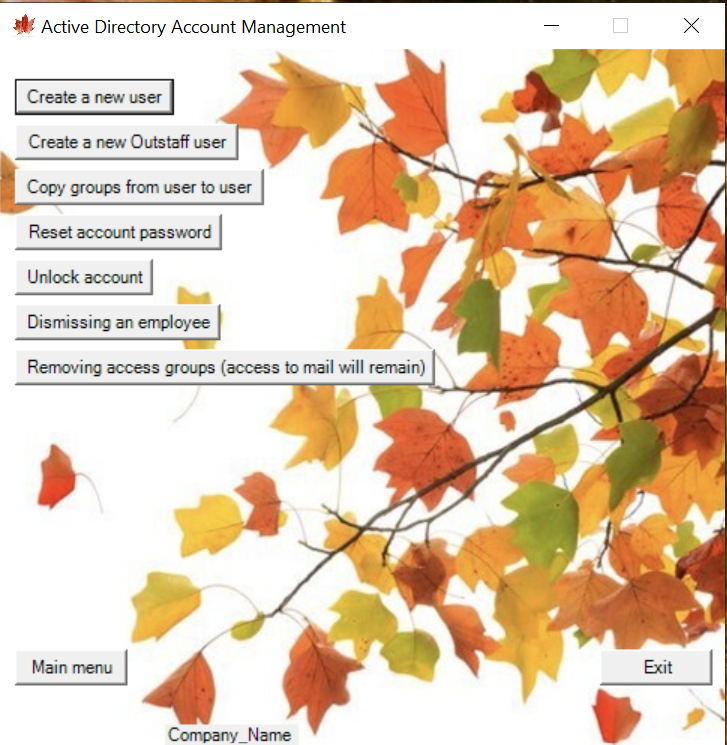 Active Directory Account Management
Create a new user
Create a new Outstaff user
Copy groups from user to user
Reset account password
Unlock account
Dismissing an employee
Removing access groups (access to mail will remain)
Main menu
Exit
Company_Name